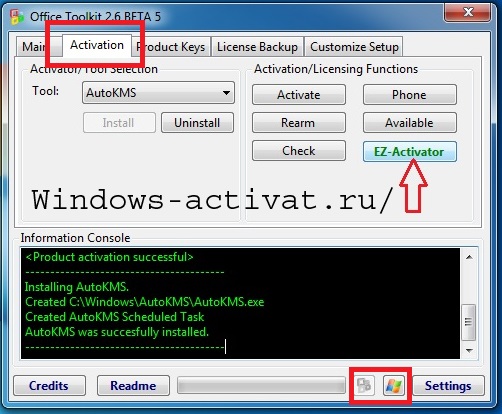 Office Toolkit 2.6 BETA 5
Main
Activation
Product Keys
License Backup
Customize Setup
Activator/Tool Selection
Tool:
AutoKMS
Install
Uninstall
Activation/Licensing Functions
Activate
Phone
Rearm
Available
Check
EZ-Activator
Windows-activat.ru/
Information Console
<Product activation successful>
----------------------------------------
Installing AutoKMS.
Created C:\Windows\AutoKMS\AutoKMS.exe
Created AutoKMS Scheduled Task
AutoKMS was succesfully installed.
----------------------------------------
Credits
Readme
Settings